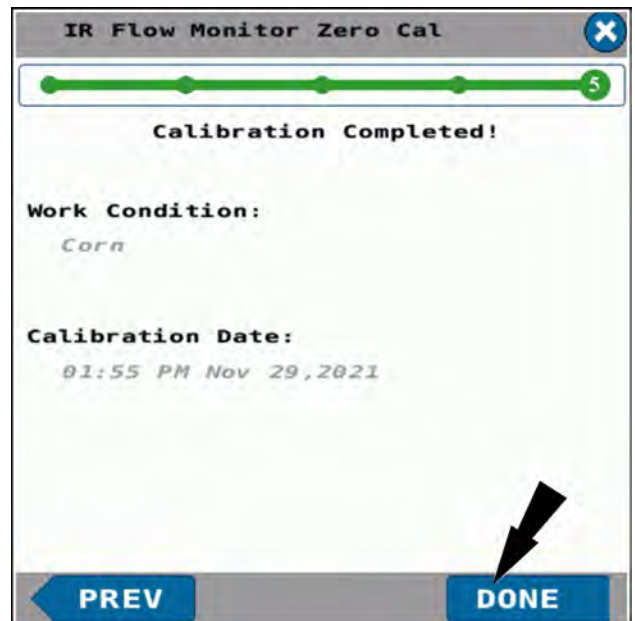 IR Flow Monitor Zero Cal
5
Calibration Completed!
Work Condition:
Corn
Calibration Date:
01:55 PM Nov 29,2021
PREV DONE